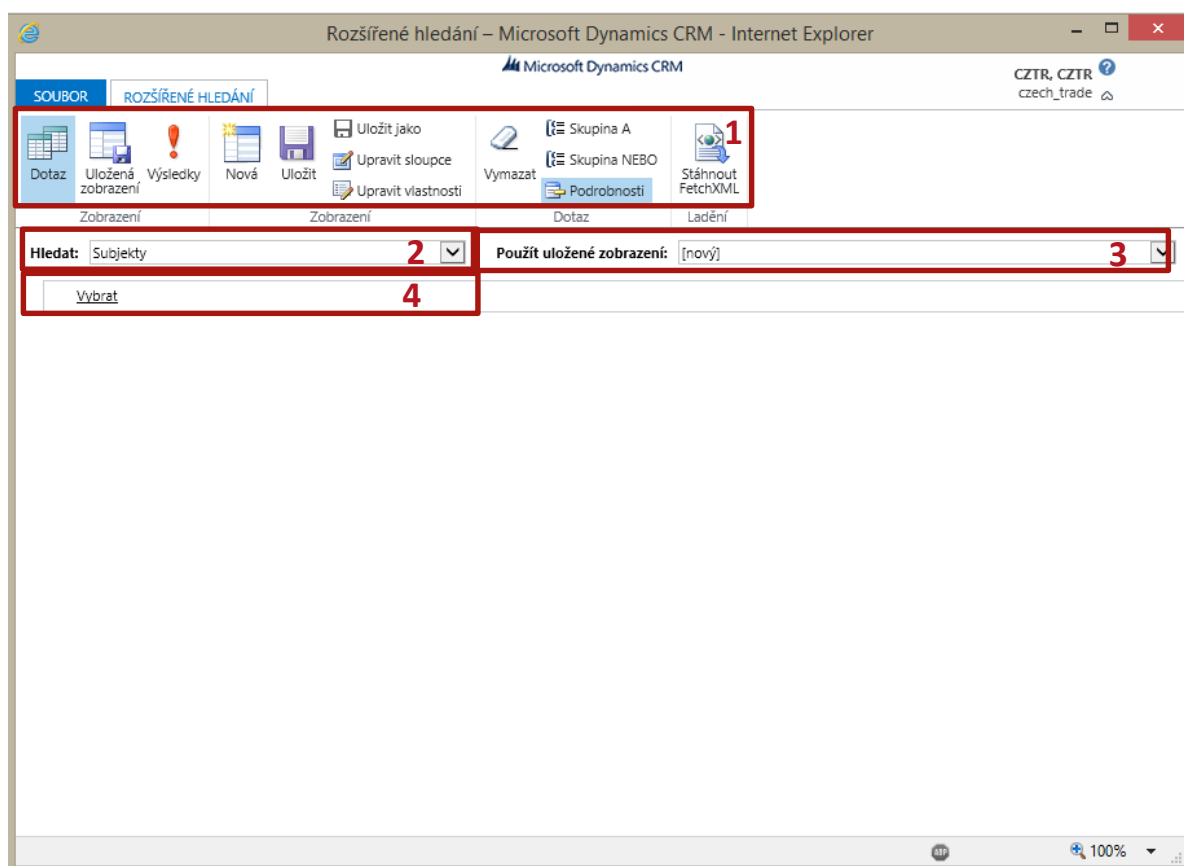 Rozšířené hledání – Microsoft Dynamics CRM - Internet Explorer
Microsoft Dynamics CRM
CZTR, CZTR
czech_trade
SOUBOR ROZŠÍŘENÉ HLEDÁNÍ
Dotaz
Uložená zobrazení
Výsledky
Nová
Uložit
Uložit jako
Upravit sloupce
Upravit vlastnosti
Vymazat
Skupina A
Skupina NEBO
Podrobnosti
Stáhnout FetchXML
1
Zobrazení Zobrazení Dotaz Ladění
Hledat: Subjekty 2 Použít uložené zobrazení: [nový] 3
Vybrat 4
ABP 100%